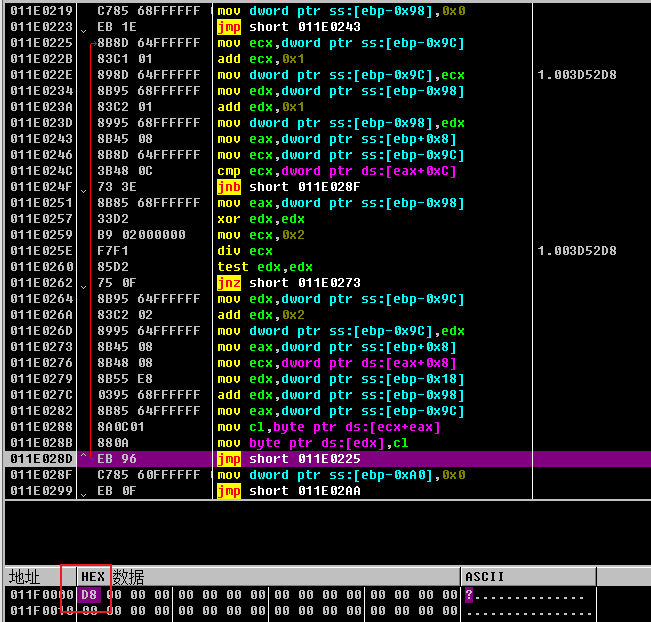 011E0219 C785 68FFFFFF mov dword ptr ss:[ebp-0x98],0x0
011E0223 EB 1E jmp short 011E0243
011E0225 8B8D 64FFFFFF mov ecx,dword ptr ss:[ebp-0x9C]
011E022B 83C1 01 add ecx,0x1
011E022E 898D 64FFFFFF mov dword ptr ss:[ebp-0x9C],ecx 1.003D52D8
011E0234 8B95 68FFFFFF mov edx,dword ptr ss:[ebp-0x98]
011E023A 83C2 01 add edx,0x1
011E023D 8995 68FFFFFF mov dword ptr ss:[ebp-0x98],edx
011E0243 8B45 08 mov eax,dword ptr ss:[ebp+0x8]
011E0246 8B8D 64FFFFFF mov ecx,dword ptr ss:[ebp-0x9C]
011E024C 3B48 0C cmp ecx,dword ptr ds:[eax+0xC]
011E024F 73 3E jnb short 011E028F
011E0251 8B85 68FFFFFF mov eax,dword ptr ss:[ebp-0x98]
011E0257 33D2 xor edx,edx
011E0259 B9 02000000 mov ecx,0x2
011E025E F7F1 div ecx 1.003D52D8
011E0260 85D2 test edx,edx
011E0262 75 0F jnz short 011E0273
011E0264 8B95 64FFFFFF mov edx,dword ptr ss:[ebp-0x9C]
011E026A 83C2 02 add edx,0x2
011E026D 8995 64FFFFFF mov dword ptr ss:[ebp-0x9C],edx
011E0273 8B45 08 mov eax,dword ptr ss:[ebp+0x8]
011E0276 8B48 08 mov ecx,dword ptr ds:[eax+0x8]
011E0279 8B55 E8 mov edx,dword ptr ss:[ebp-0x18]
011E027C 0395 68FFFFFF add edx,dword ptr ss:[ebp-0x98]
011E0282 8B85 64FFFFFF mov eax,dword ptr ss:[ebp-0x9C]
011E0288 8A0C01 mov cl,byte ptr ds:[ecx+eax]
011E028B 880A mov byte ptr ds:[edx],cl
011E028D EB 96 jmp short 011E0225
011E028F C785 60FFFFFF mov dword ptr ss:[ebp-0xA0],0x0
011E0299 EB 0F jmp short 011E02AA
地址 HEX 数据 ASCII
011F0000 D8 00 00 00 00 00 00 00 00 00 00 00 00 00 00 00 ?..............
011F0010 00 00 00 00 00 00 00 00 00 00 00 00 00 00 00 00 ................